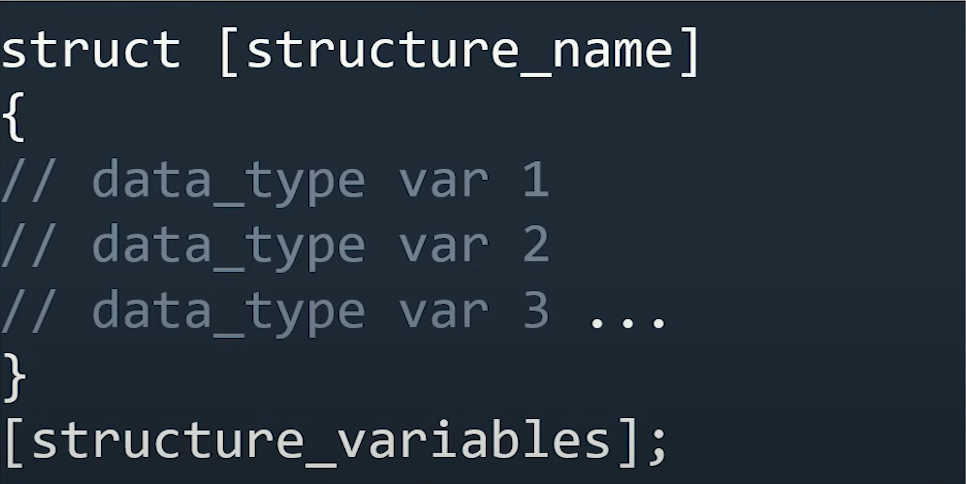 struct [structure_name]
{
// data_type var 1
// data_type var 2
// data_type var 3 ...
}
[structure_variables];